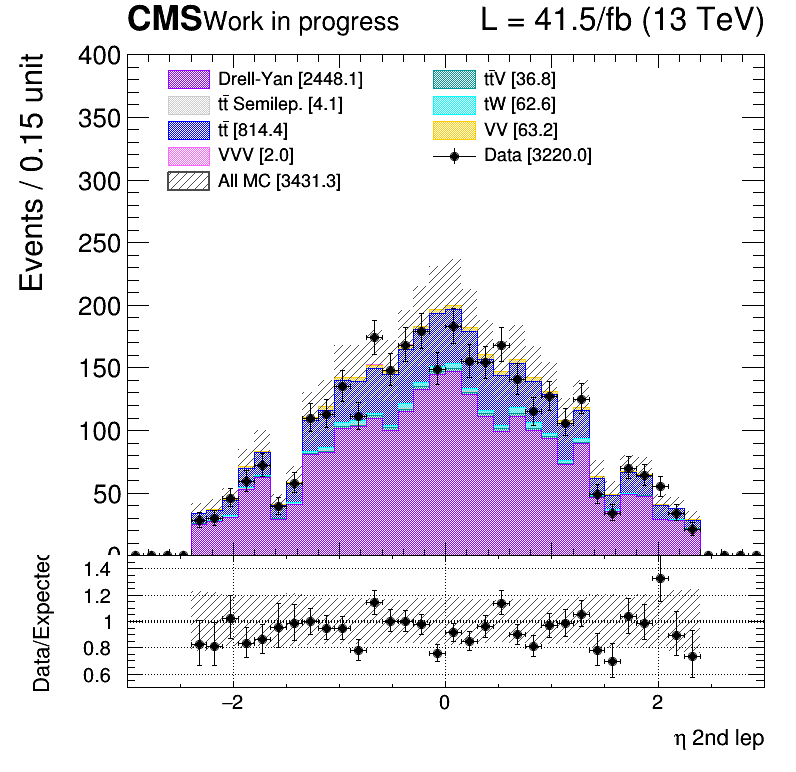 CMS Work in progress L = 41.5/fb (13 TeV)
Events / 0.15 unit
400
350
300
250
200
150
100
50
0
Drell-Yan [2448.1]
tt̄ Semilep. [4.1]
tt̄ [814.4]
VVV [2.0]
All MC [3431.3]
tt̄V [36.8]
tW [62.6]
VV [63.2]
Data [3220.0]
Data/Expected
1.4
1.2
1
0.8
0.6
−2 0 2
η 2nd lep